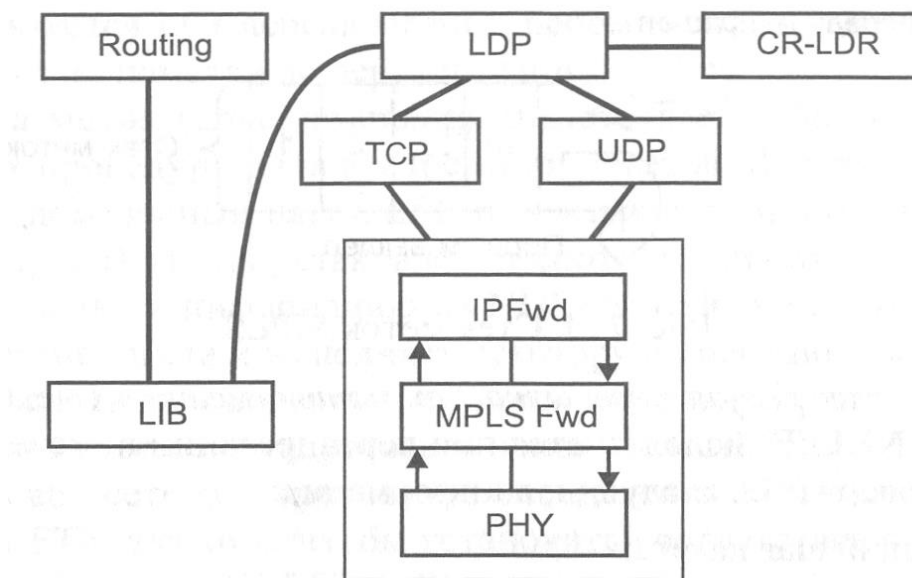 Routing
LDP
CR-LDR
TCP
UDP
IPFwd
LIB
MPLS Fwd
PHY